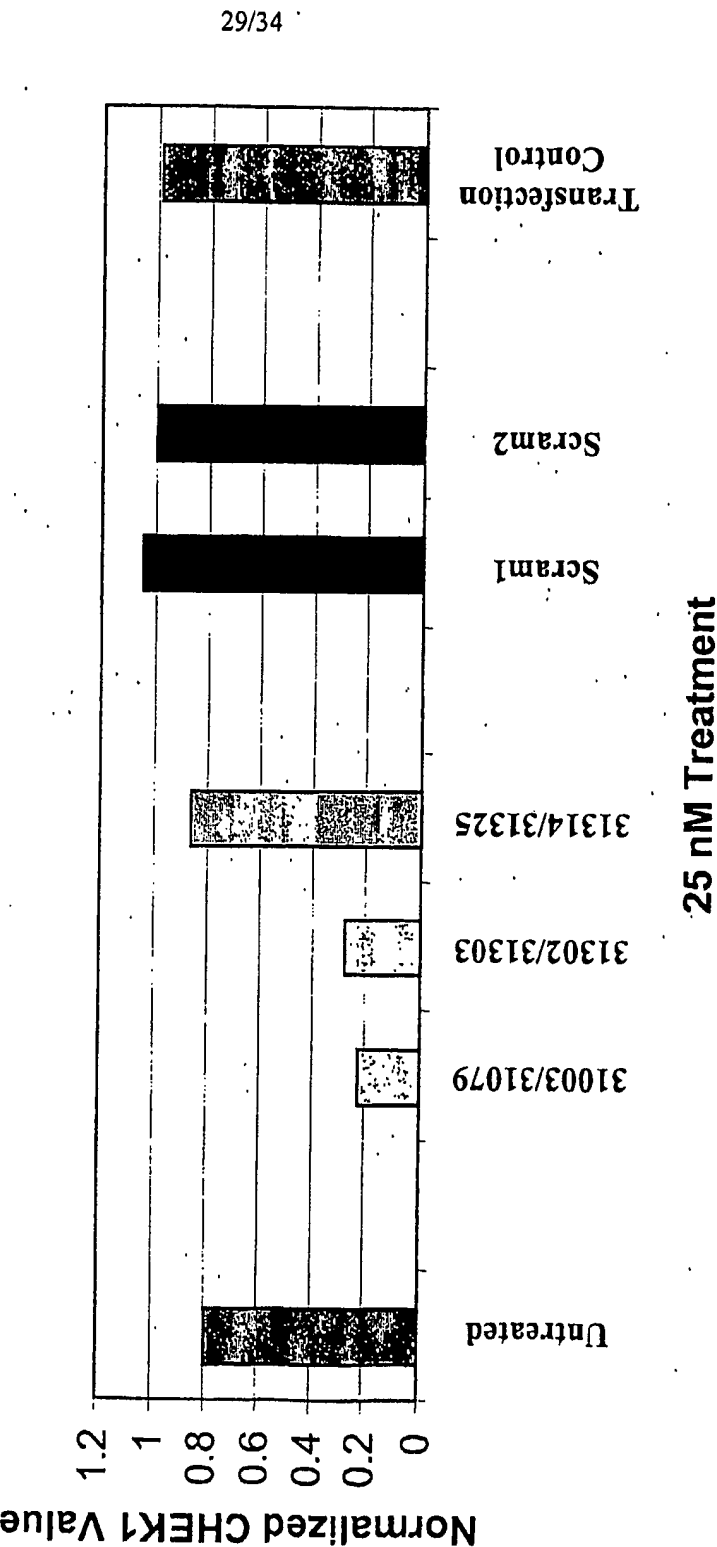 29/34
Normalized CHEK1 Value
1.2
1
0.8
0.6
0.4
0.2
0
Untreated
31003/31079
31302/31303
31314/31325
Scram1
Scram2
Transfection
Control
25 nM Treatment